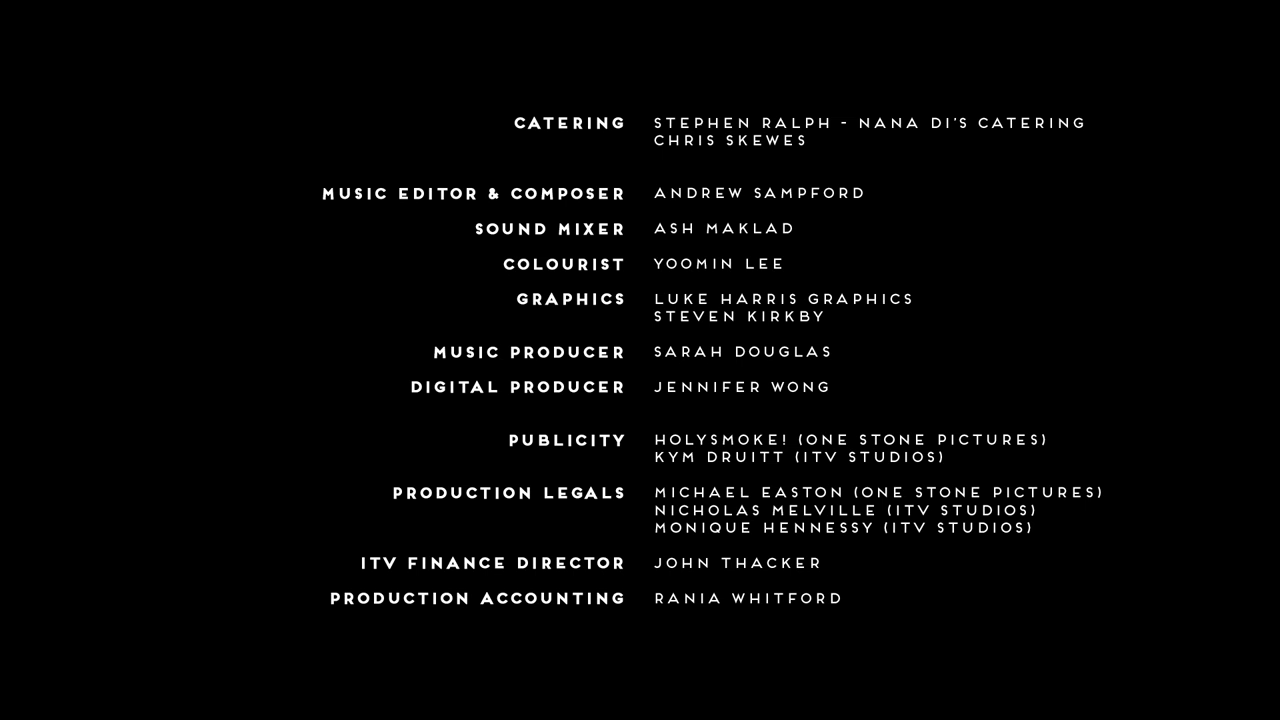 CATERING STEPHEN RALPH - NANA DI'S CATERING
CHRIS SKEWES
MUSIC EDITOR & COMPOSER ANDREW SAMPFORD
SOUND MIXER ASH MAKLAD
COLOURIST YOOMIN LEE
GRAPHICS LUKE HARRIS GRAPHICS
STEVEN KIRKBY
MUSIC PRODUCER SARAH DOUGLAS
DIGITAL PRODUCER JENNIFER WONG
PUBLICITY HOLYSMOKE! (ONE STONE PICTURES)
KYM DRUITT (ITV STUDIOS)
PRODUCTION LEGALS MICHAEL EASTON (ONE STONE PICTURES)
NICHOLAS MELVILLE (ITV STUDIOS)
MONIQUE HENNESSY (ITV STUDIOS)
ITV FINANCE DIRECTOR JOHN THACKER
PRODUCTION ACCOUNTING RANIA WHITFORD